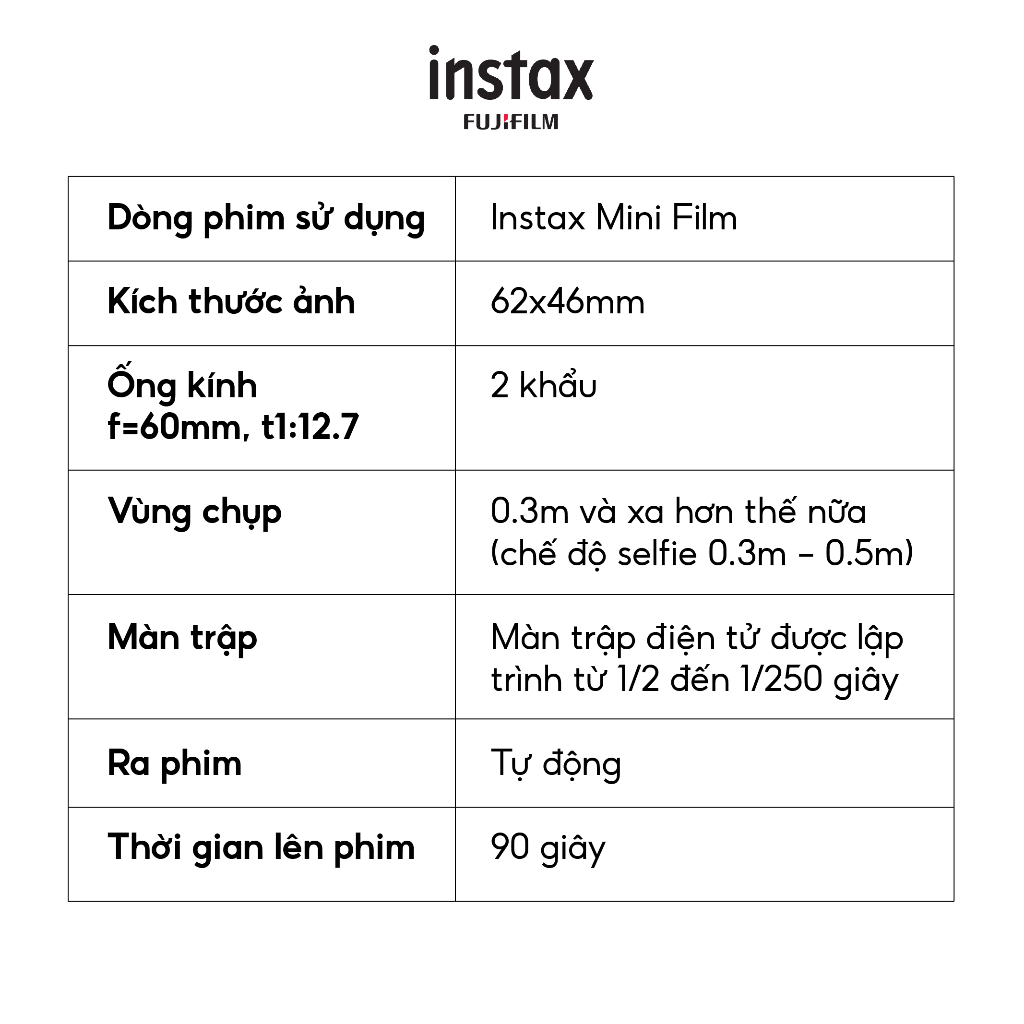 instax
FUJIFILM
Dòng phim sử dụng
Instax Mini Film
Kích thước ảnh
62x46mm
Ống kính
f=60mm, t1:12.7
2 khẩu
Vùng chụp
0.3m và xa hơn thế nữa
(chế độ selfie 0.3m – 0.5m)
Màn trập
Màn trập điện tử được lập
trình từ 1/2 đến 1/250 giây
Ra phim
Tự động
Thời gian lên phim
90 giây